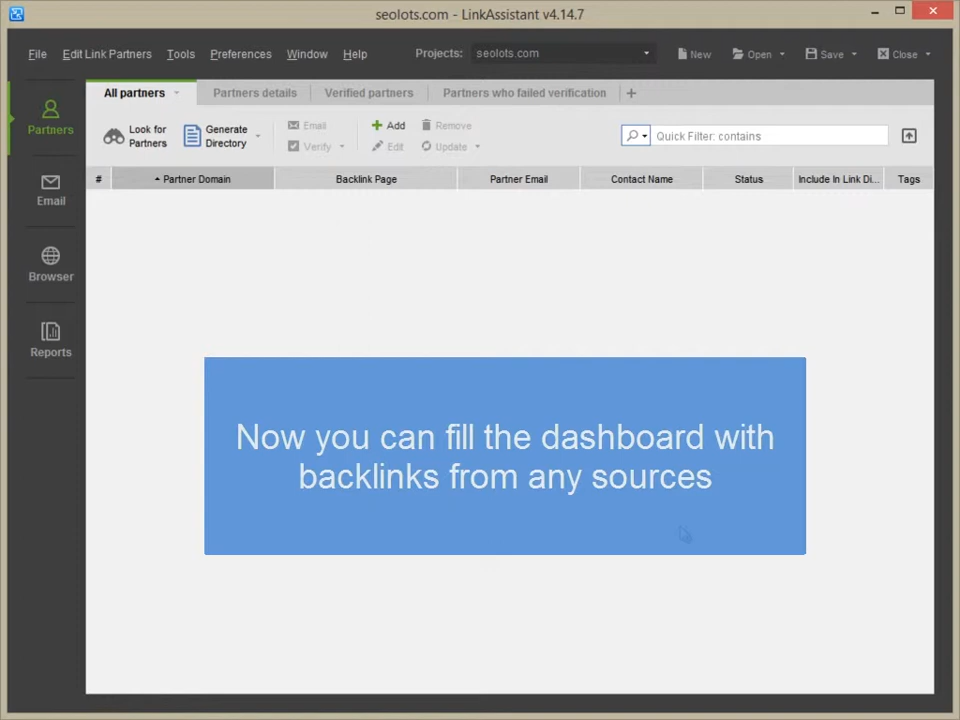 seolots.com - LinkAssistant v4.14.7
File Edit Link Partners Tools Preferences Window Help Projects: seolots.com New Open Save Close
All partners Partners details Verified partners Partners who failed verification +
Partners
Look for Partners
Generate Directory
Email
Verify
Add
Edit
Remove
Update
Quick Filter: contains
# Partner Domain Backlink Page Partner Email Contact Name Status Include In Link Di... Tags
Email
Browser
Reports
Now you can fill the dashboard with
backlinks from any sources